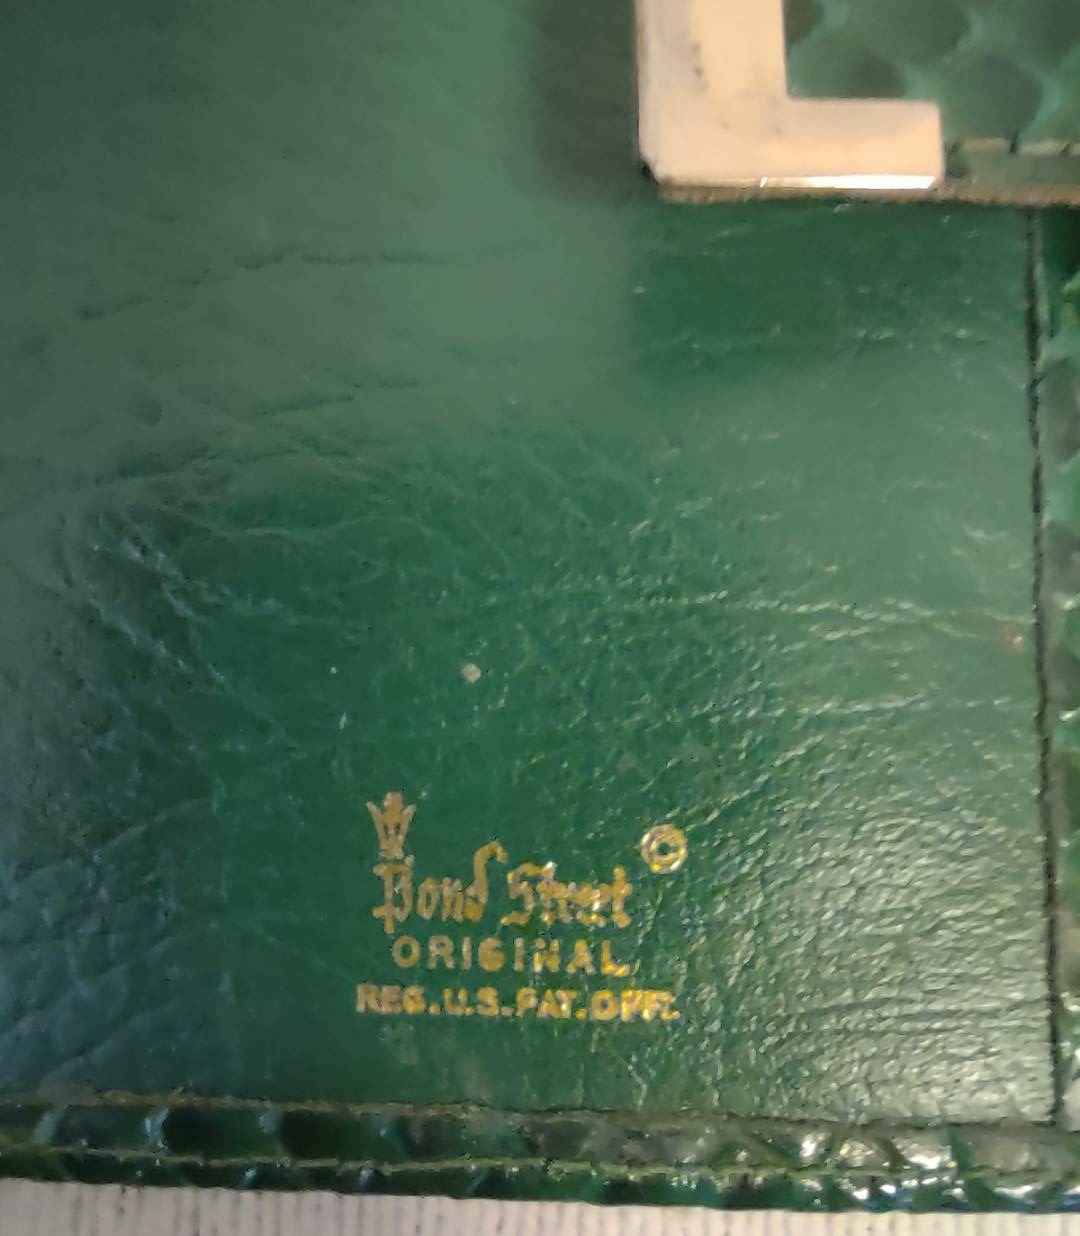 Bond Street ©
ORIGINAL
REG.U.S.PAT.OFF.